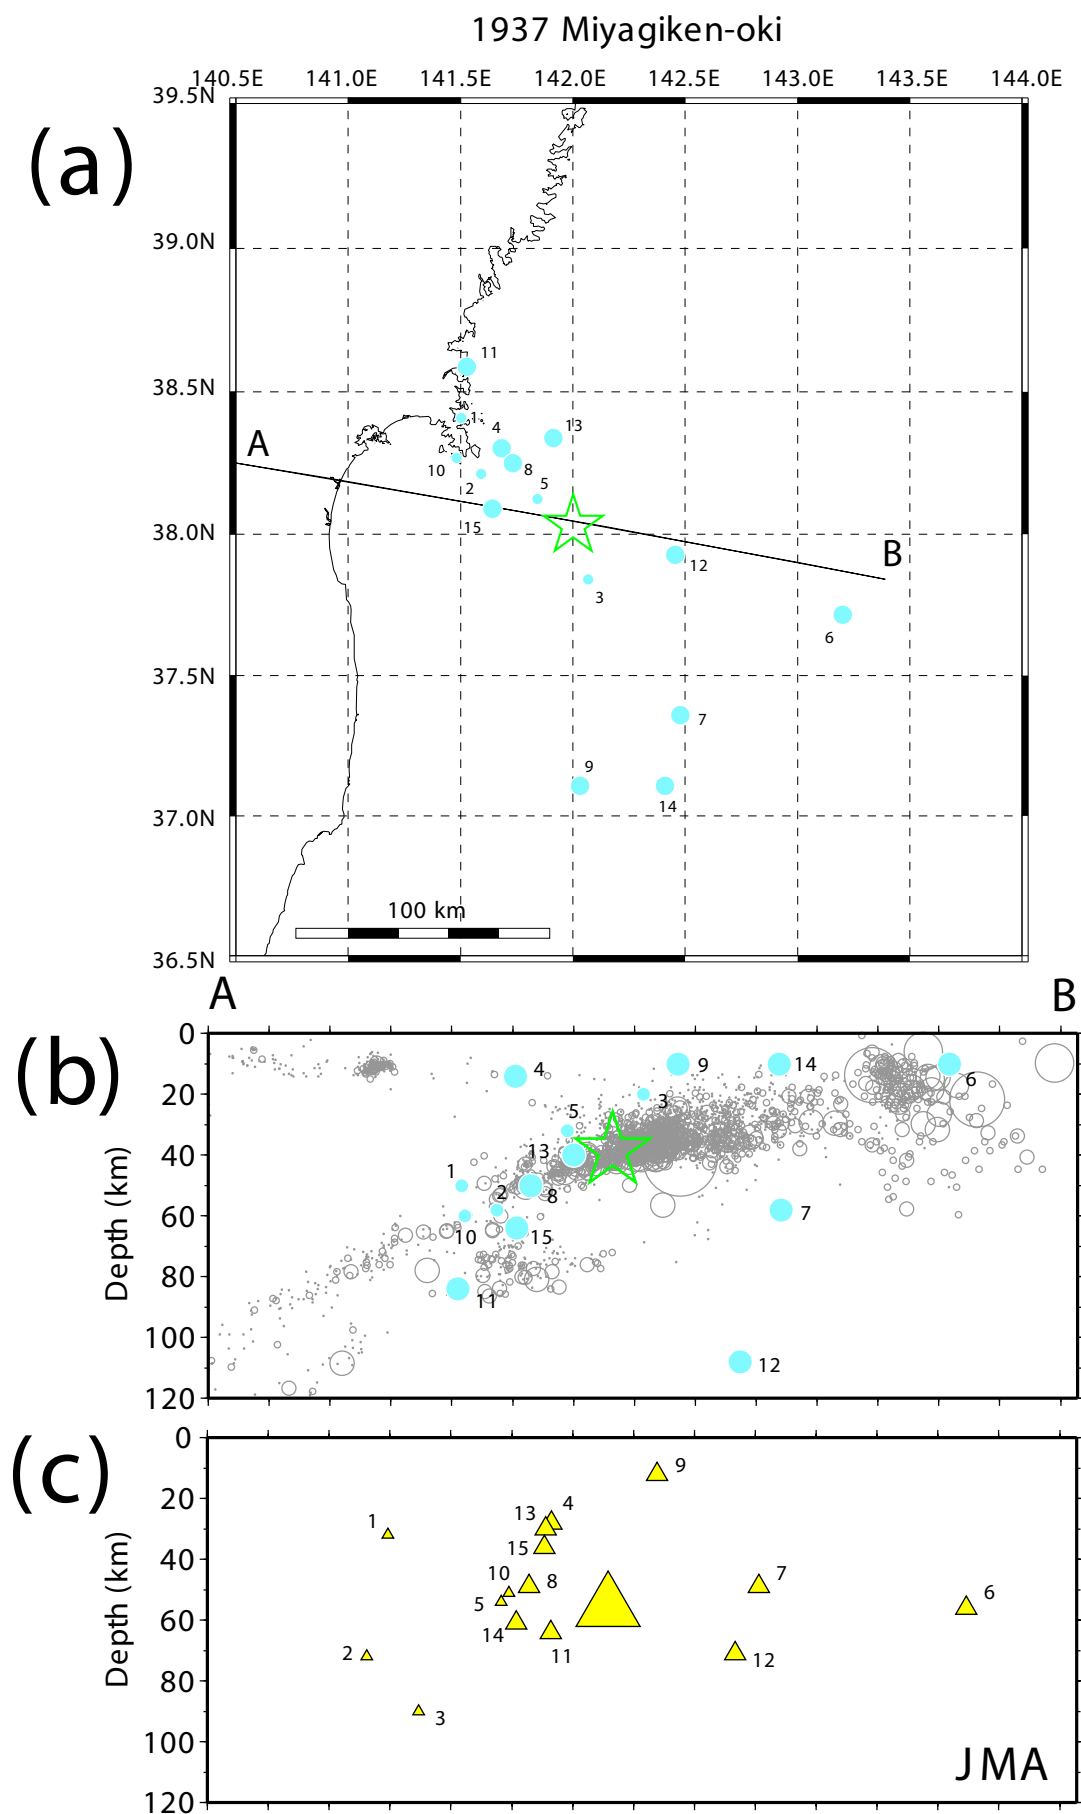 1937 Miyagiken-oki
140.5E 141.0E 141.5E 142.0E 142.5E 143.0E 143.5E 144.0E
39.5N
(a)
39.0N
11
38.5N
1
4
13
A
10
8
2
5
15
38.0N
B
12
3
6
37.5N
7
9
14
37.0N
100 km
36.5N
A
B
(b)
Depth (km)
0
20
40
60
80
100
120
4
9
14
6
3
5
13
1
2
8
10
15
7
11
12
(c)
Depth (km)
0
20
40
60
80
100
120
9
4
13
1
15
10
8
7
5
6
14
11
2
12
3
JMA